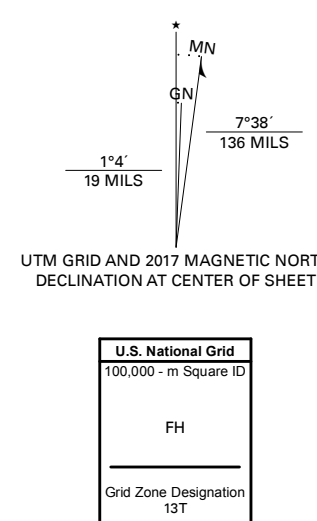 MN
GN
7°38´
136 MILS
1°4´
19 MILS
UTM GRID AND 2017 MAGNETIC NORT
DECLINATION AT CENTER OF SHEET
U.S. National Grid
100,000 - m Square ID
FH
Grid Zone Designation
13T